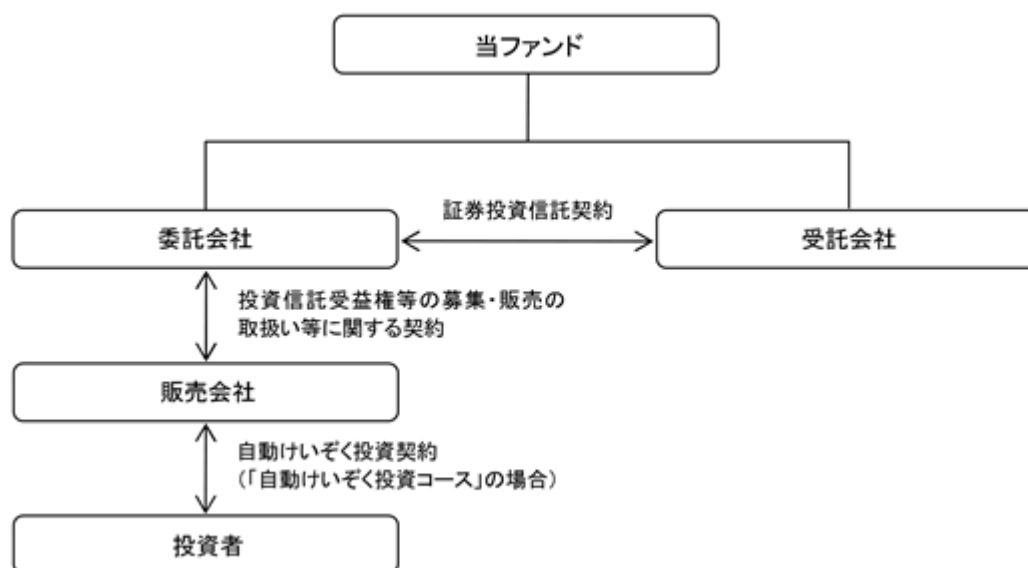 当ファンド
証券投資信託契約
委託会社
受託会社
投資信託受益権等の募集・販売の
取扱い等に関する契約
販売会社
自動けいぞく投資契約
(「自動けいぞく投資コース」の場合)
投資者